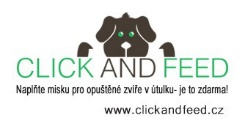 CLICK AND FEED
Naplňte misku pro opuštěné zvíře v útulku- je to zdarma!
www.clickandfeed.cz